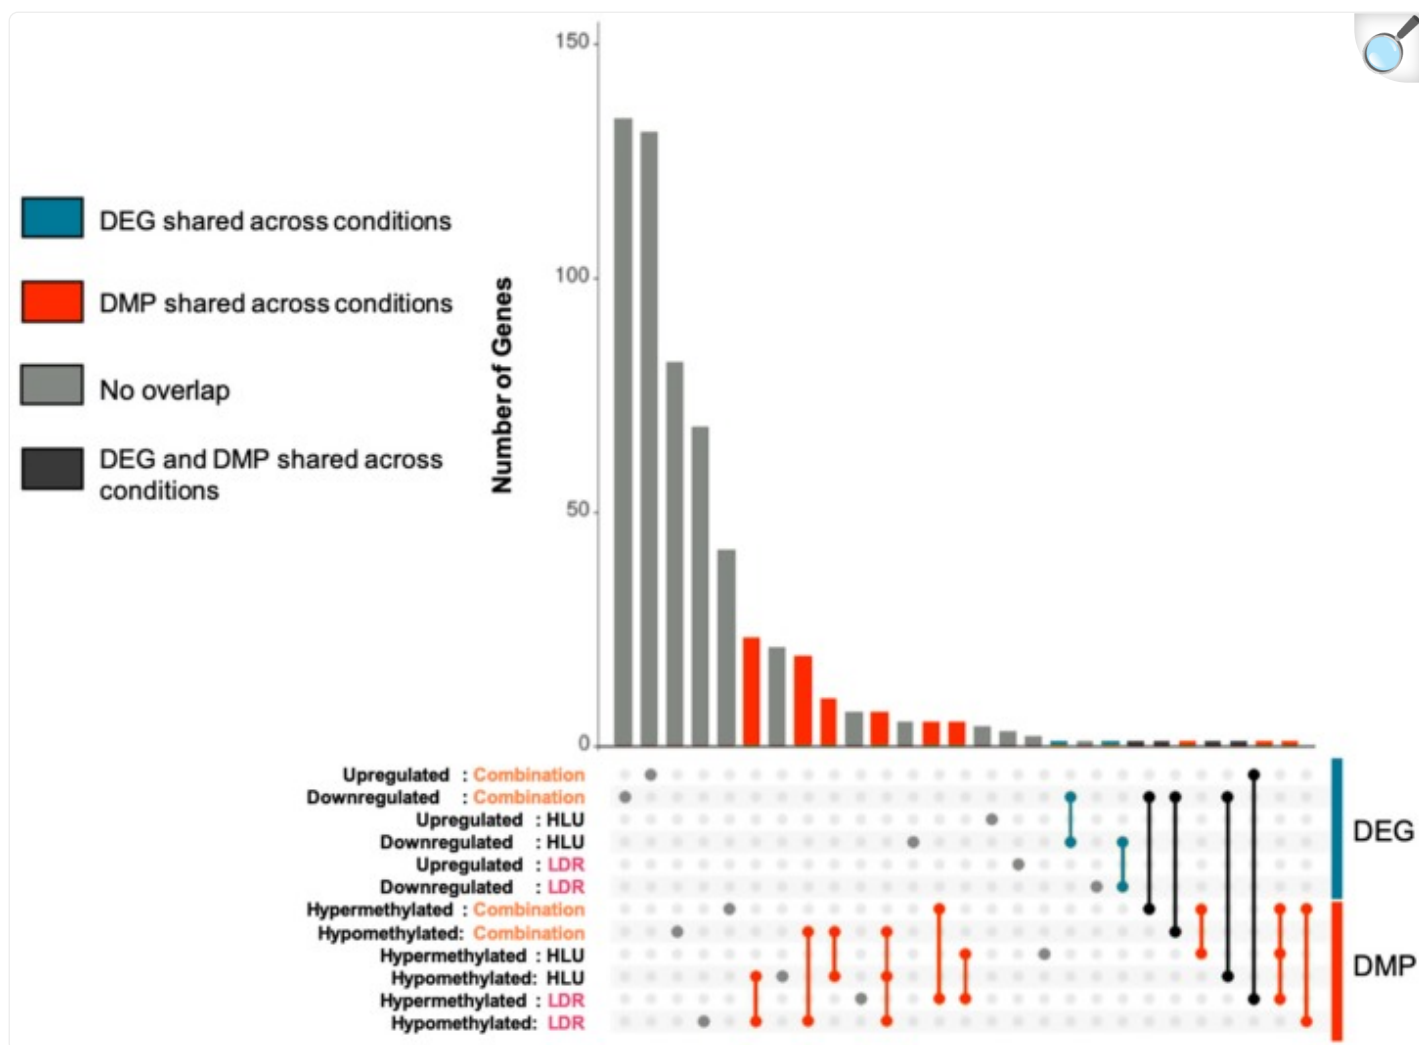 150
100
50
0
Number of Genes
DEG shared across conditions
DMP shared across conditions
No overlap
DEG and DMP shared across
conditions
Upregulated : Combination
Downregulated : Combination
Upregulated : HLU
Downregulated : HLU
Upregulated : LDR
Downregulated : LDR
Hypermethylated : Combination
Hypomethylated: Combination
Hypermethylated : HLU
Hypomethylated: HLU
Hypermethylated : LDR
Hypomethylated: LDR
DEG
DMP